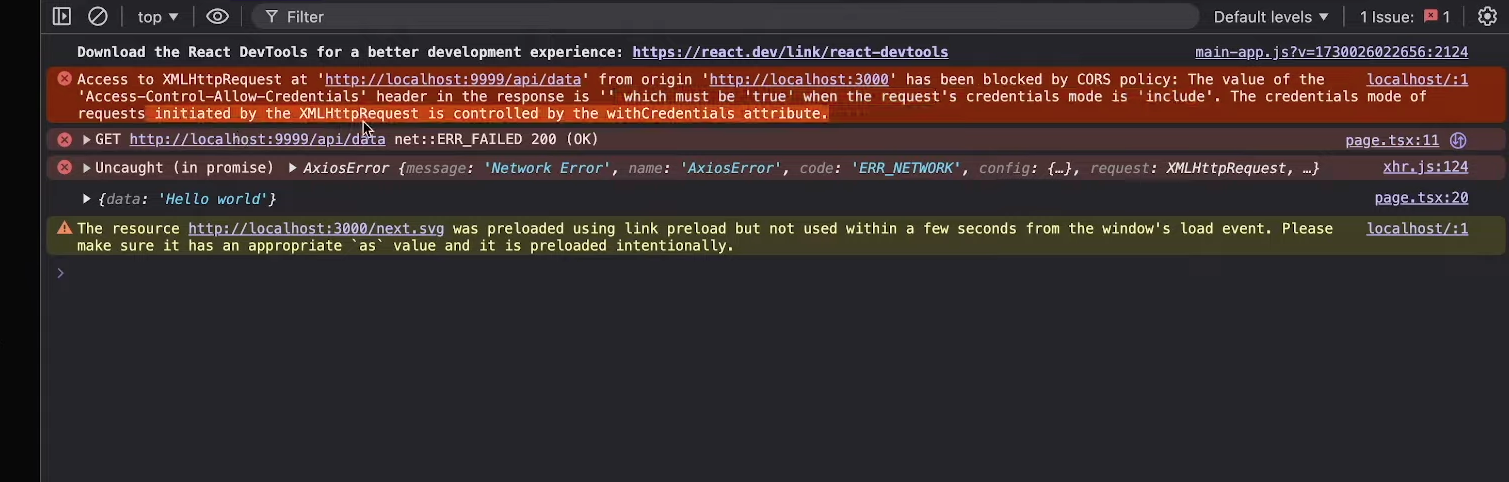 top ▼ Filter Default levels ▼ 1 Issue: 1
Download the React DevTools for a better development experience: https://react.dev/link/react-devtools main-app.js?v=1730026022656:2124
Access to XMLHttpRequest at 'http://localhost:9999/api/data' from origin 'http://localhost:3000' has been blocked by CORS policy: The value of the localhost/:1
'Access-Control-Allow-Credentials' header in the response is '' which must be 'true' when the request's credentials mode is 'include'. The credentials mode of
requests initiated by the XMLHttpRequest is controlled by the withCredentials attribute.
▶ GET http://localhost:9999/api/data net::ERR_FAILED 200 (OK) page.tsx:11
▶ Uncaught (in promise) ▶ AxiosError {message: 'Network Error', name: 'AxiosError', code: 'ERR_NETWORK', config: {…}, request: XMLHttpRequest, …} xhr.js:124
▶ {data: 'Hello world'} page.tsx:20
The resource http://localhost:3000/next.svg was preloaded using link preload but not used within a few seconds from the window's load event. Please localhost/:1
make sure it has an appropriate `as` value and it is preloaded intentionally.
>